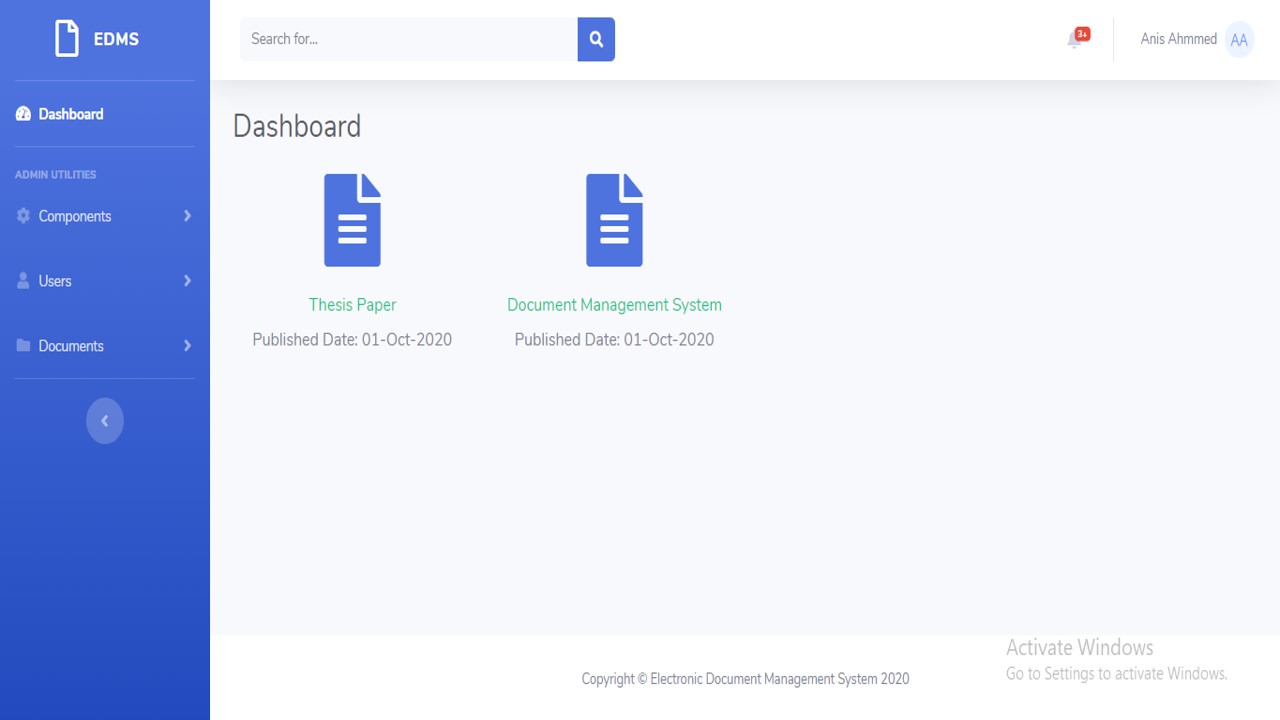 EDMS
Search for...
3+
Anis Ahmmed
AA
Dashboard
ADMIN UTILITIES
Components
Users
Documents
Dashboard
Thesis Paper
Published Date: 01-Oct-2020
Document Management System
Published Date: 01-Oct-2020
Activate Windows
Go to Settings to activate Windows.
Copyright © Electronic Document Management System 2020